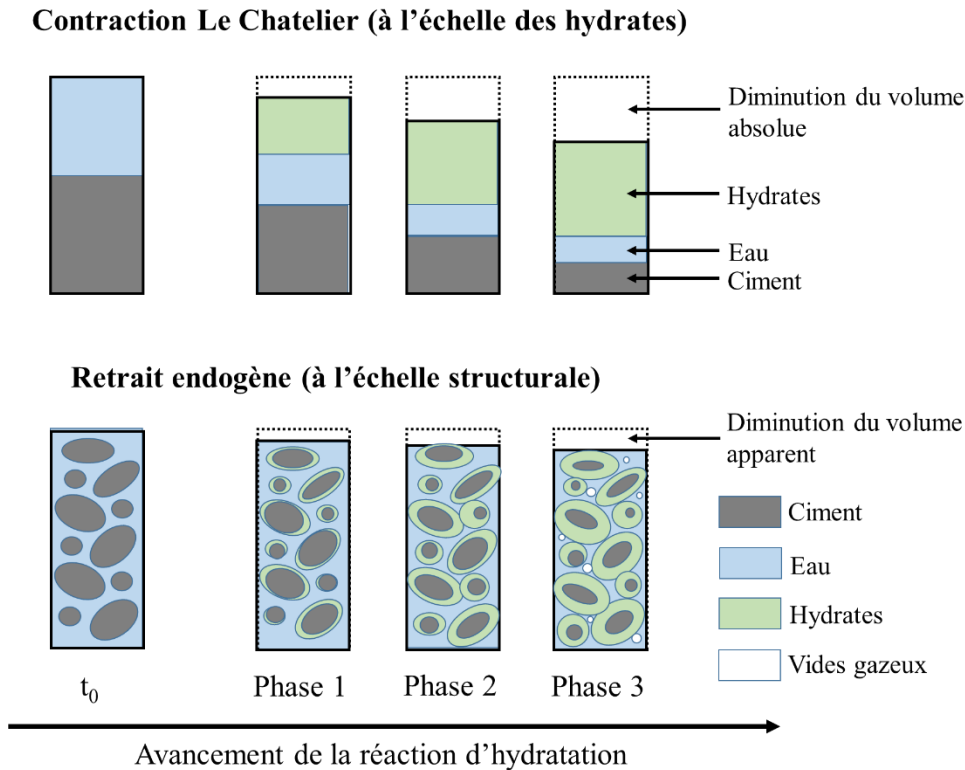 Contraction Le Chatelier (à l'échelle des hydrates)
Diminution du volume
absolue
Hydrates
Eau
Ciment
Retrait endogène (à l'échelle structurale)
Diminution du volume
apparent
Ciment
Eau
Hydrates
Vides gazeux
t₀
Phase 1
Phase 2
Phase 3
Avancement de la réaction d'hydratation